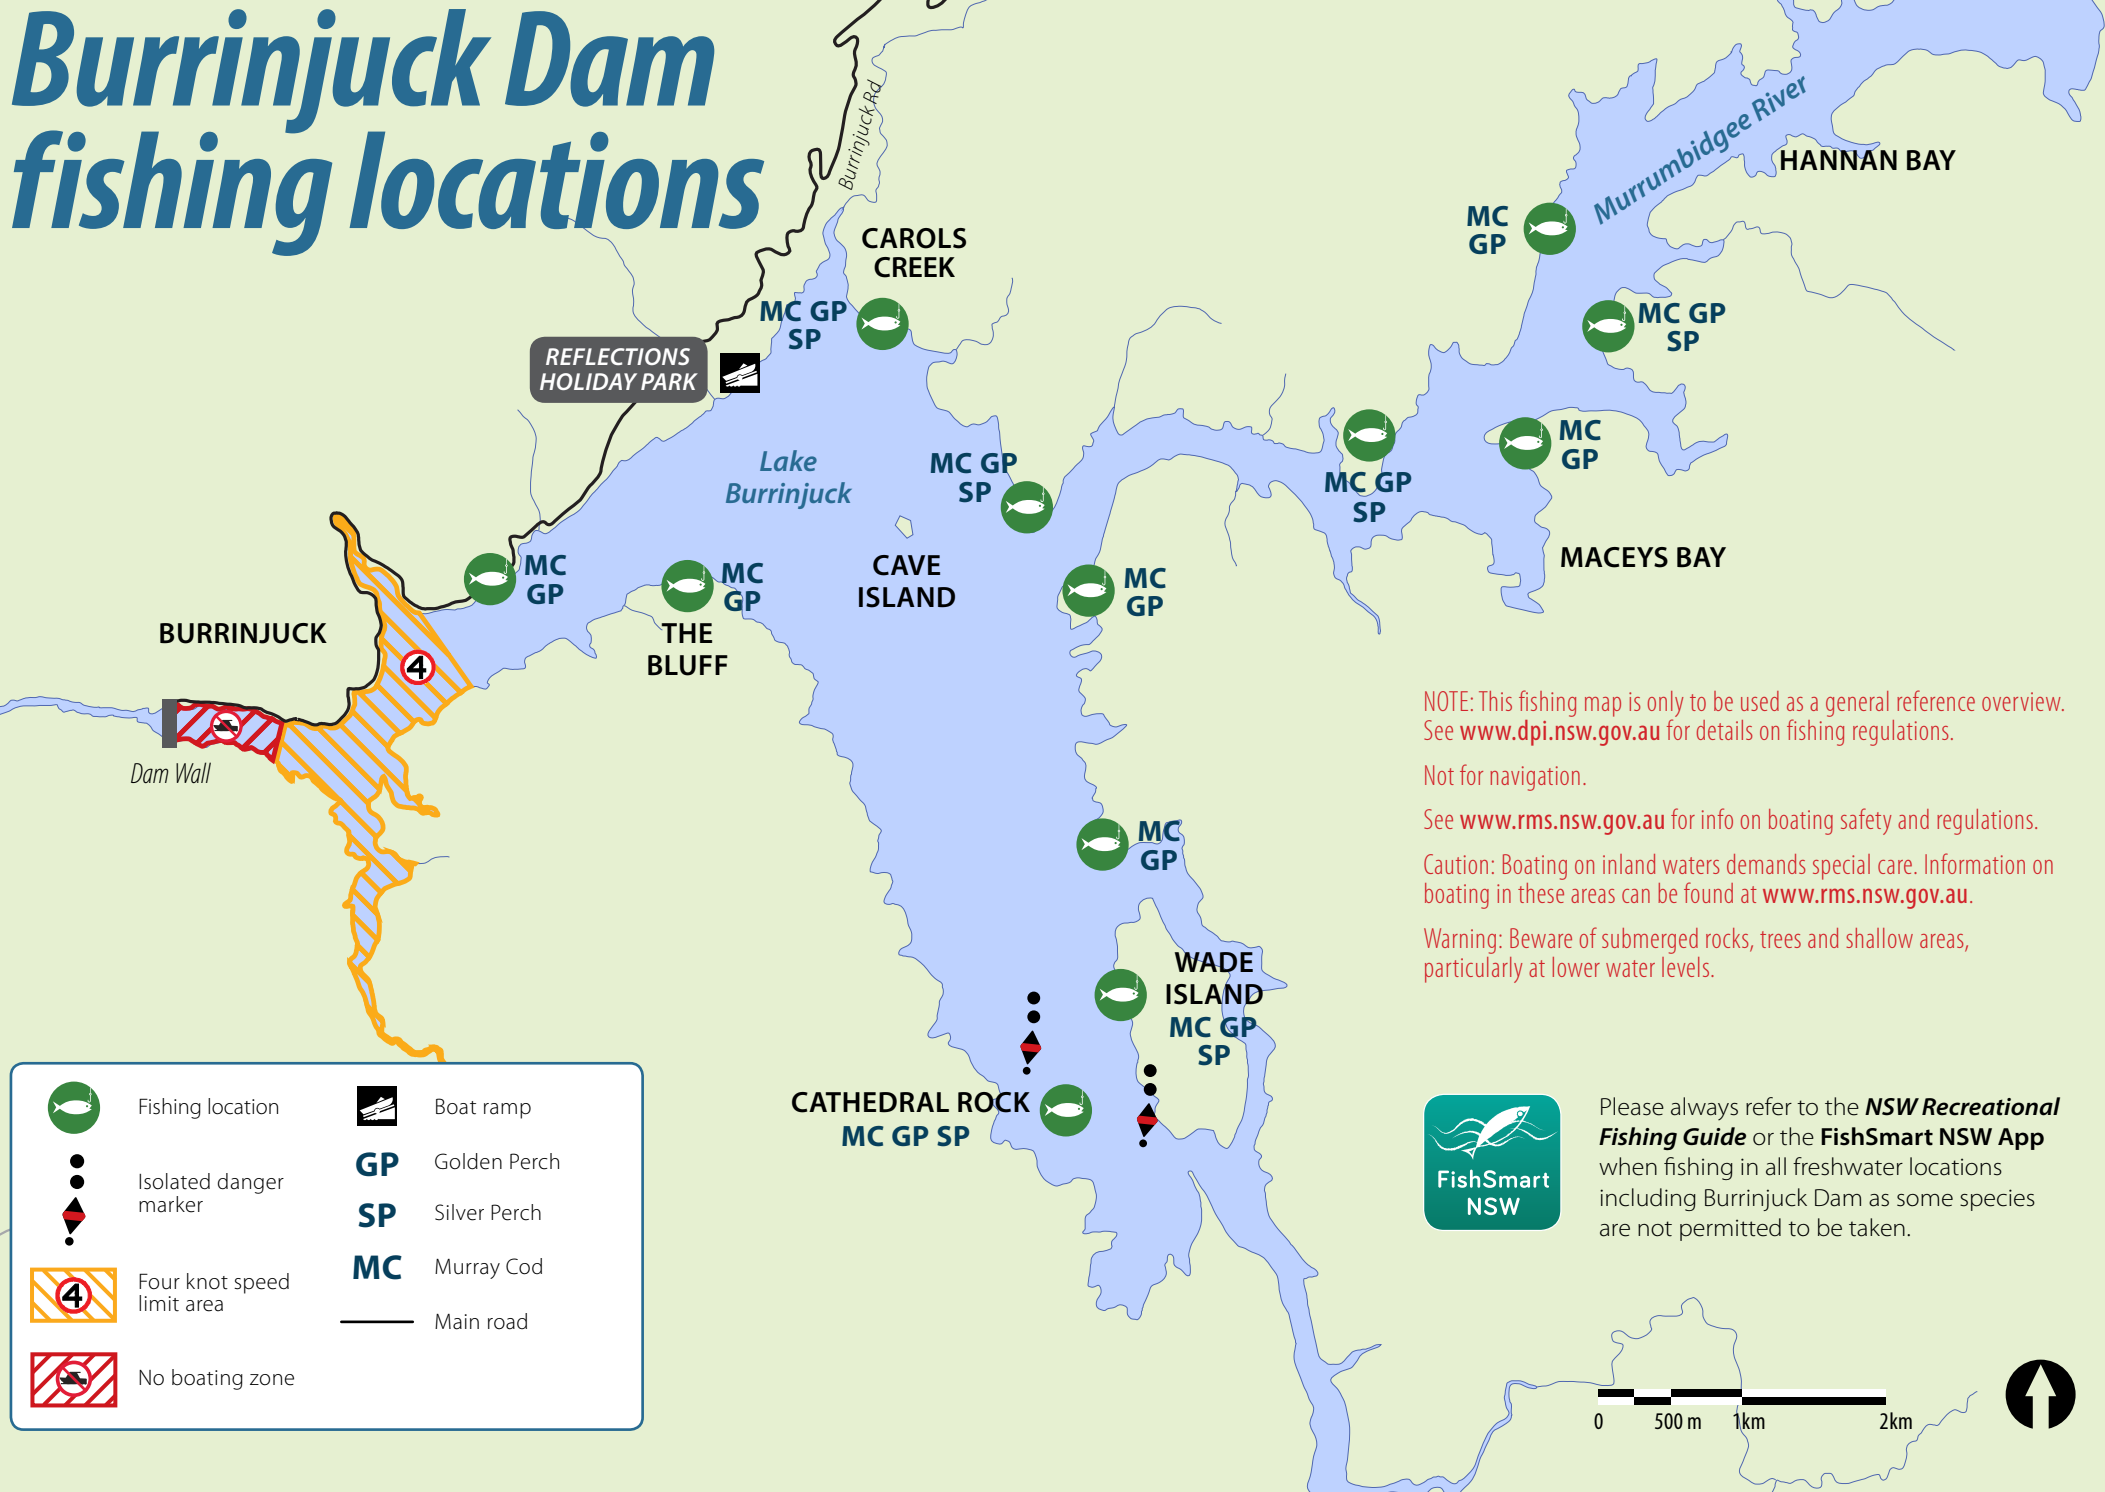 Burrinjuck Dam
fishing locations
Burrinjuck Rd
Murrumbidgee River
HANNAN BAY
MC
GP
CAROLS
CREEK
MC GP
SP
MC GP
SP
REFLECTIONS
HOLIDAY PARK
Lake
Burrinjuck
MC GP
SP
MC GP
SP
MC
GP
MACEYS BAY
CAVE
ISLAND
MC
GP
MC
GP
THE
BLUFF
MC
GP
BURRINJUCK
4
Dam Wall
MC
GP
WADE
ISLAND
MC GP
SP
CATHEDRAL ROCK
MC GP SP
NOTE: This fishing map is only to be used as a general reference overview.
See www.dpi.nsw.gov.au for details on fishing regulations.
Not for navigation.
See www.rms.nsw.gov.au for info on boating safety and regulations.
Caution: Boating on inland waters demands special care. Information on
boating in these areas can be found at www.rms.nsw.gov.au.
Warning: Beware of submerged rocks, trees and shallow areas,
particularly at lower water levels.
Fishing location
Isolated danger
marker
4
Four knot speed
limit area
No boating zone
Boat ramp
GP Golden Perch
SP Silver Perch
MC Murray Cod
Main road
FishSmart
NSW
Please always refer to the NSW Recreational
Fishing Guide or the FishSmart NSW App
when fishing in all freshwater locations
including Burrinjuck Dam as some species
are not permitted to be taken.
0 500 m 1km 2km